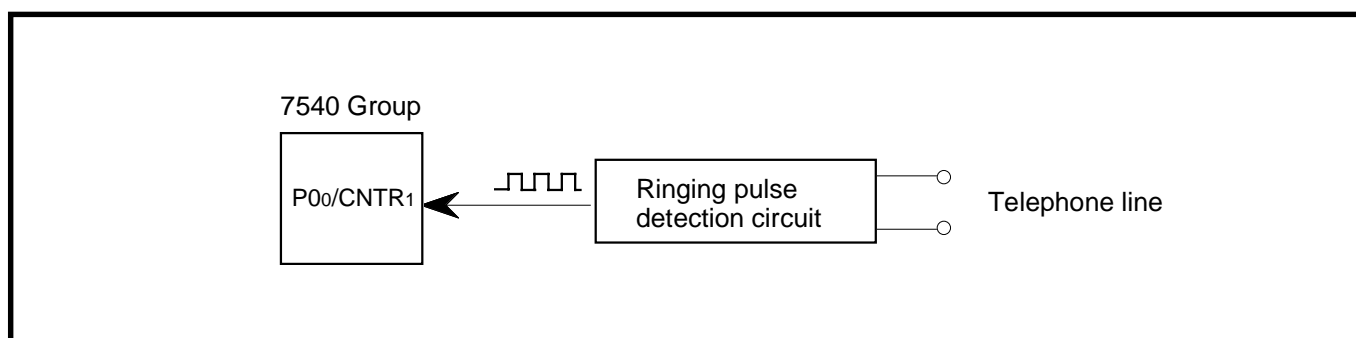 7540 Group
P00/CNTR1
Ringing pulse
detection circuit
Telephone line